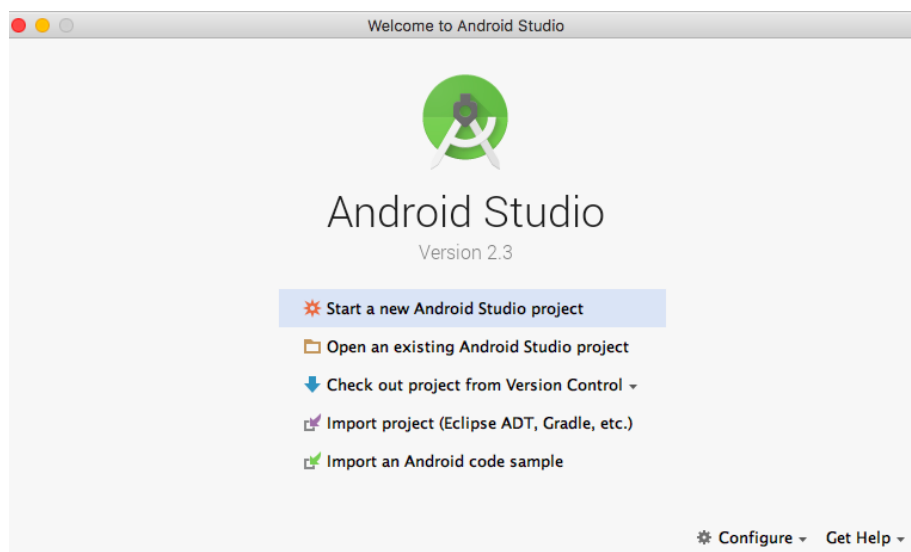 Welcome to Android Studio
Android Studio
Version 2.3
Start a new Android Studio project
Open an existing Android Studio project
Check out project from Version Control
Import project (Eclipse ADT, Gradle, etc.)
Import an Android code sample
Configure Get Help